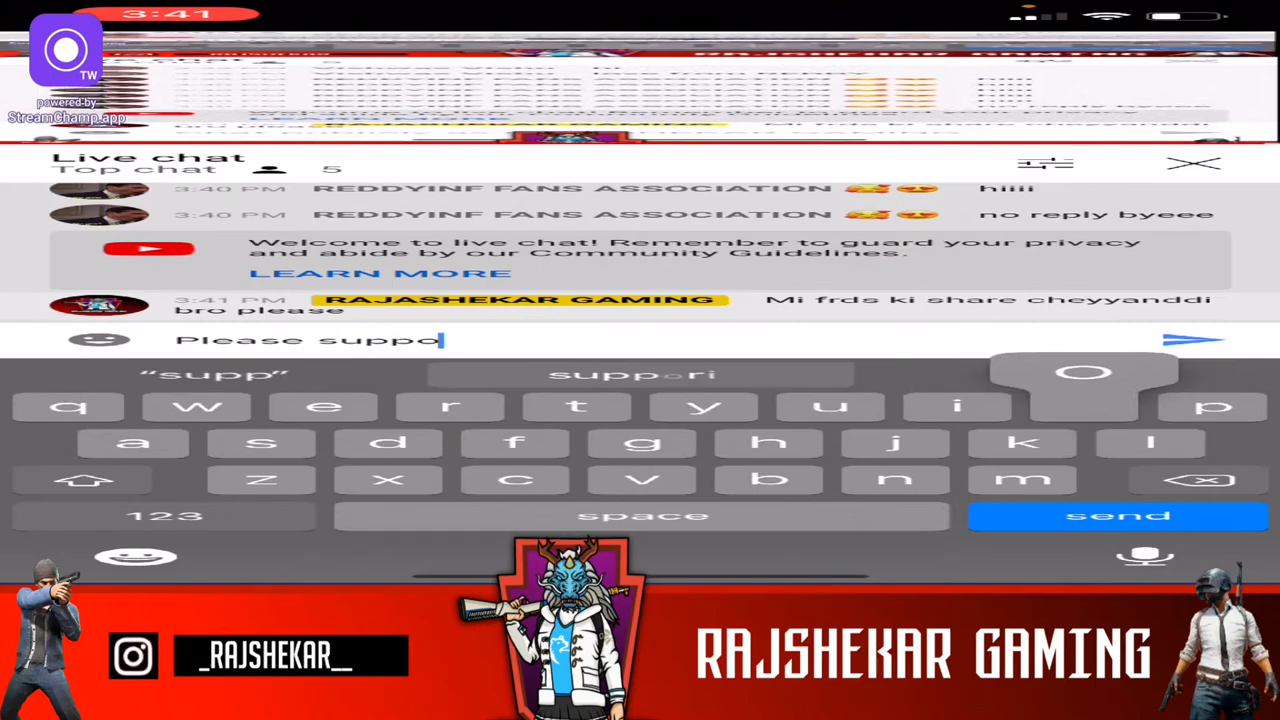 3:41
TW
powered by
StreamChamp.app
Live chat
Top chat 5
3:40 PM REDDYINF FANS ASSOCIATION 🥰😍 hiiii
3:40 PM REDDYINF FANS ASSOCIATION 🥰😍 no reply byeee
Welcome to live chat! Remember to guard your privacy
and abide by our Community Guidelines.
LEARN MORE
3:41 PM RAJASHEKAR GAMING Mi frds ki share cheyyanddi
bro please
Please suppo
"supp"
q w e r t y u i O p
a s d f g h j k l
z x c v b n m
123 space send
_RAJSHEKAR__
RAJSHEKAR GAMING